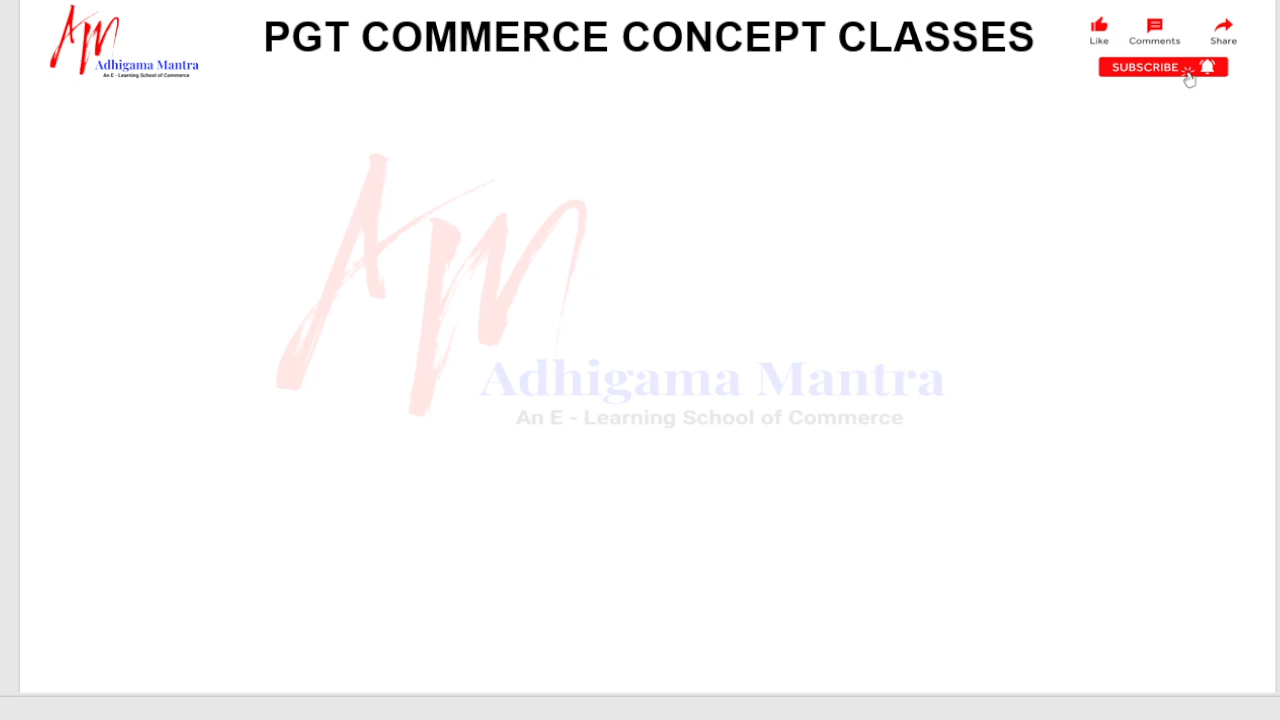 AM
Adhigama Mantra
An E - Learning School of Commerce
PGT COMMERCE CONCEPT CLASSES
Like
Comments
Share
SUBSCRIBE
AM
Adhigama Mantra
An E - Learning School of Commerce